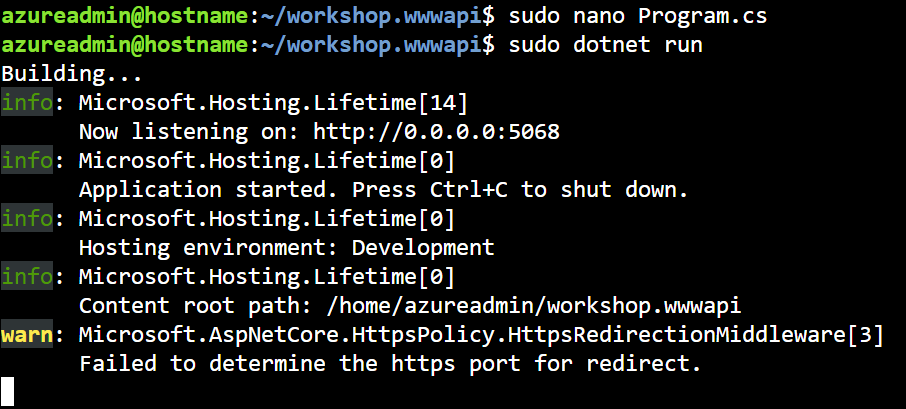 azureadmin@hostname:~/workshop.wwwapi$ sudo nano Program.cs
azureadmin@hostname:~/workshop.wwwapi$ sudo dotnet run
Building...
info: Microsoft.Hosting.Lifetime[14]
      Now listening on: http://0.0.0.0:5068
info: Microsoft.Hosting.Lifetime[0]
      Application started. Press Ctrl+C to shut down.
info: Microsoft.Hosting.Lifetime[0]
      Hosting environment: Development
info: Microsoft.Hosting.Lifetime[0]
      Content root path: /home/azureadmin/workshop.wwwapi
warn: Microsoft.AspNetCore.HttpsPolicy.HttpsRedirectionMiddleware[3]
      Failed to determine the https port for redirect.